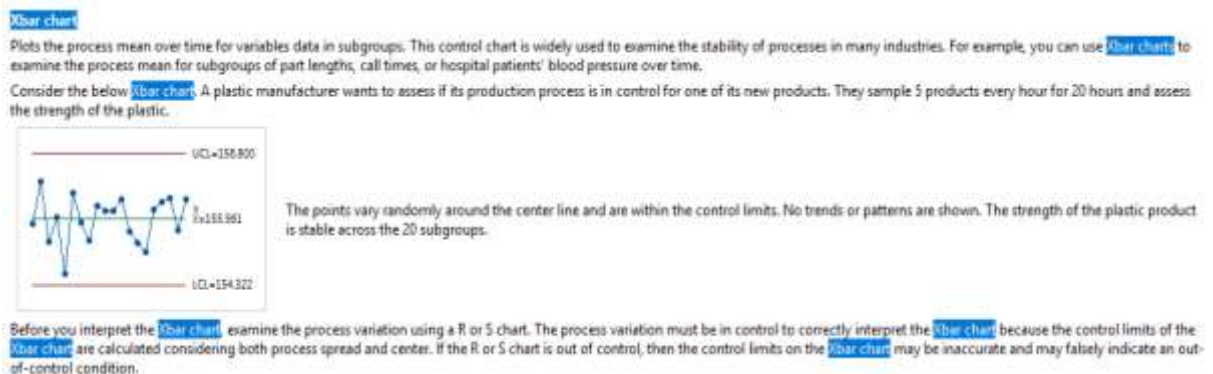 Xbar chart
Plots the process mean over time for variables data in subgroups. This control chart is widely used to examine the stability of processes in many industries. For example, you can use Xbar charts to
examine the process mean for subgroups of part lengths, call times, or hospital patients' blood pressure over time.
Consider the below Xbar chart. A plastic manufacturer wants to assess if its production process is in control for one of its new products. They sample 5 products every hour for 20 hours and assess
the strength of the plastic.
The points vary randomly around the center line and are within the control limits. No trends or patterns are shown. The strength of the plastic product
is stable across the 20 subgroups.
Before you interpret the Xbar chart, examine the process variation using a R or S chart. The process variation must be in control to correctly interpret the Xbar chart because the control limits of the
Xbar chart are calculated considering both process spread and center. If the R or S chart is out of control, then the control limits on the Xbar chart may be inaccurate and may falsely indicate an out-
of-control condition.